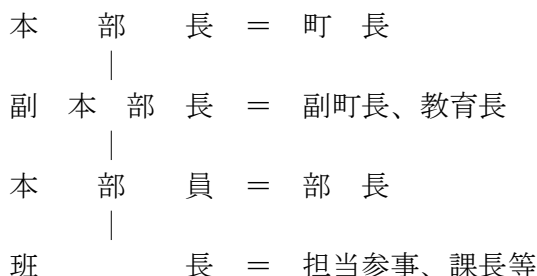 本部長 ＝ 町長
副本部長 ＝ 副町長、教育長
本部員 ＝ 部長
班長 ＝ 担当参事、課長等